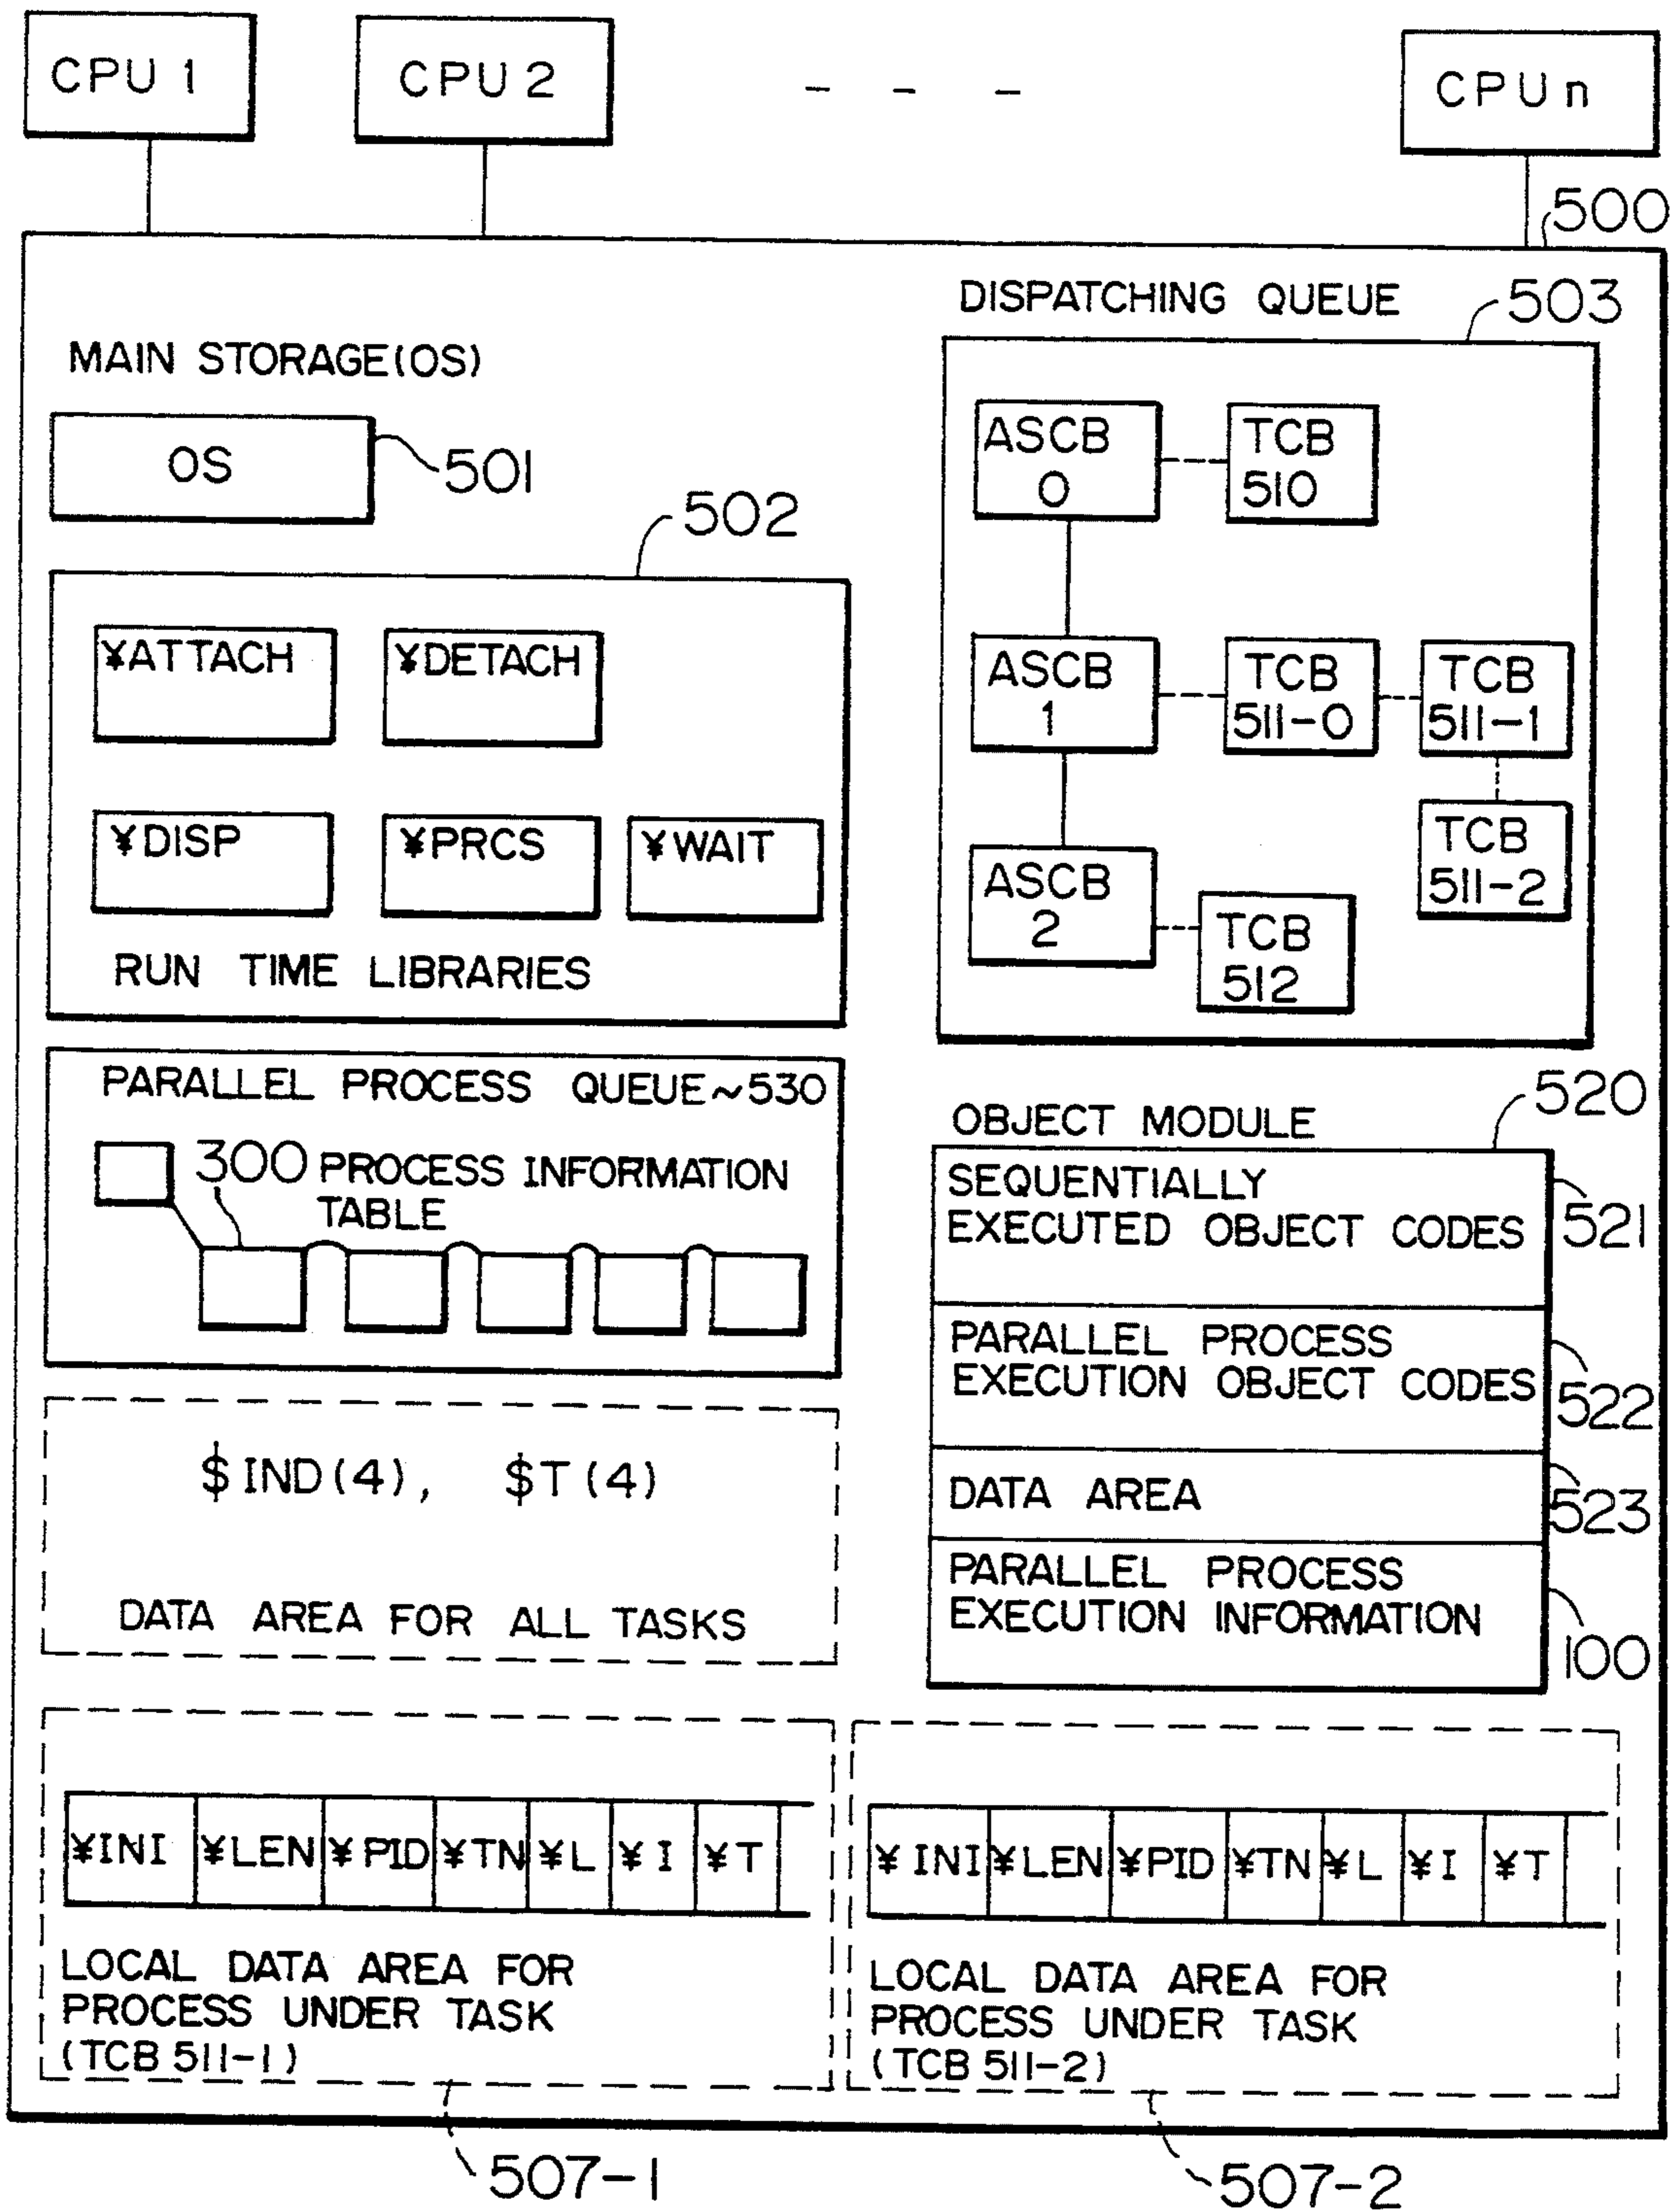 CPU 1
CPU 2
- - -
CPU n
500
MAIN STORAGE(OS)
OS
501
502
¥ATTACH
¥DETACH
¥DISP
¥PRCS
¥WAIT
RUN TIME LIBRARIES
DISPATCHING QUEUE
503
ASCB
0
TCB
510
ASCB
1
TCB
511-0
TCB
511-1
TCB
511-2
ASCB
2
TCB
512
PARALLEL PROCESS QUEUE~530
300 PROCESS INFORMATION
TABLE
OBJECT MODULE
520
SEQUENTIALLY
EXECUTED OBJECT CODES
521
PARALLEL PROCESS
EXECUTION OBJECT CODES
522
DATA AREA
523
PARALLEL PROCESS
EXECUTION INFORMATION
100
$IND(4), $T(4)
DATA AREA FOR ALL TASKS
¥INI ¥LEN ¥PID ¥TN ¥L ¥I ¥T
LOCAL DATA AREA FOR
PROCESS UNDER TASK
(TCB 511-1)
507-1
¥INI ¥LEN ¥PID ¥TN ¥L ¥I ¥T
LOCAL DATA AREA FOR
PROCESS UNDER TASK
(TCB 511-2)
507-2